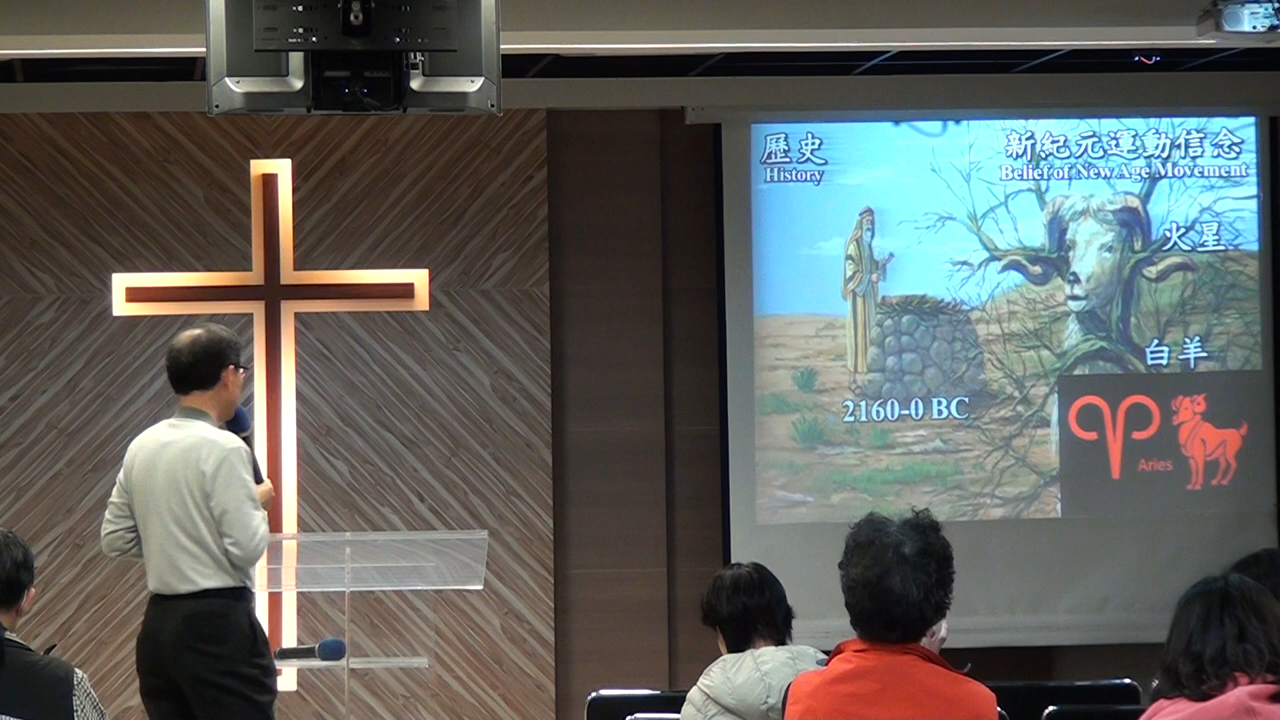 歷史
History
新紀元運動信念
Belief of New Age Movement
火星
白羊
2160-0 BC
Aries